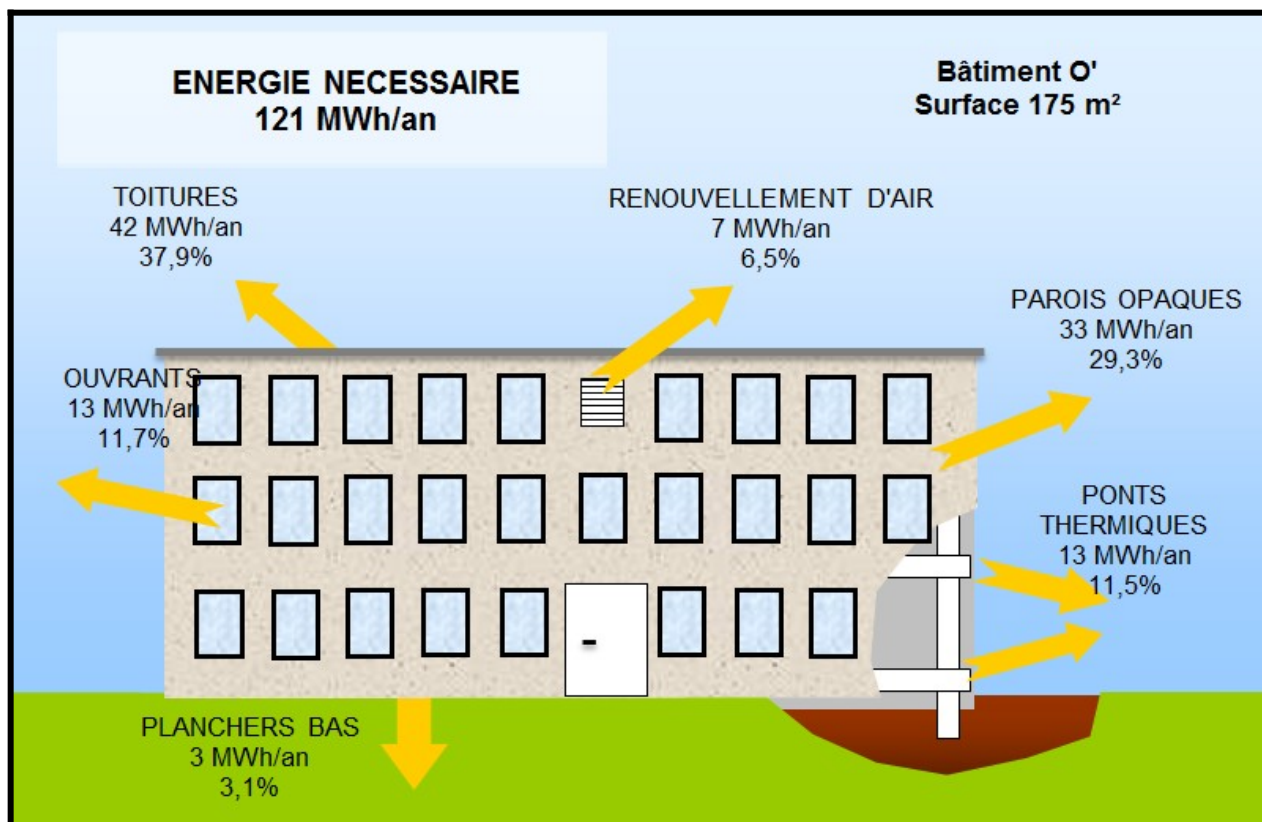 ENERGIE NECESSAIRE
121 MWh/an
Bâtiment O'
Surface 175 m²
TOITURES
42 MWh/an
37,9%
RENOUVELLEMENT D'AIR
7 MWh/an
6,5%
PAROIS OPAQUES
33 MWh/an
29,3%
OUVRANTS
13 MWh/an
11,7%
PONTS
THERMIQUES
13 MWh/an
11,5%
PLANCHERS BAS
3 MWh/an
3,1%